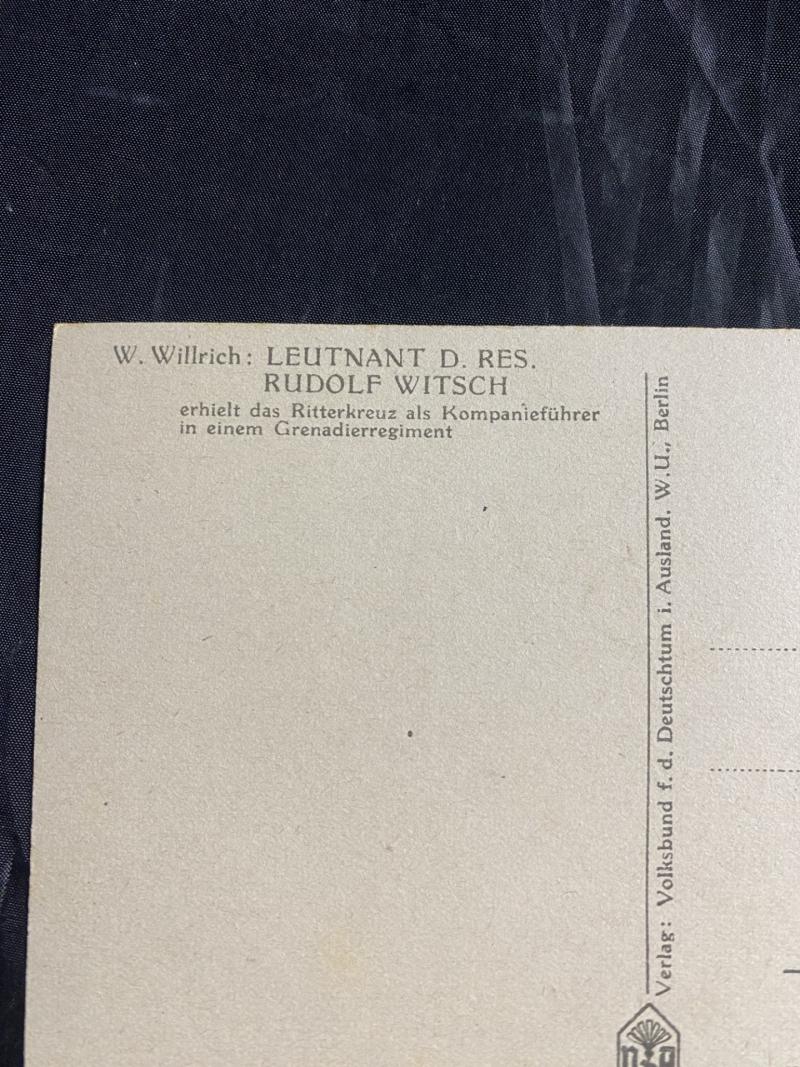 W. Willrich: LEUTNANT D. RES.
RUDOLF WITSCH
erhielt das Ritterkreuz als Kompanieführer
in einem Grenadierregiment
Verlag: Volksbund f. d. Deutschtum i. Ausland, W.U., Berlin